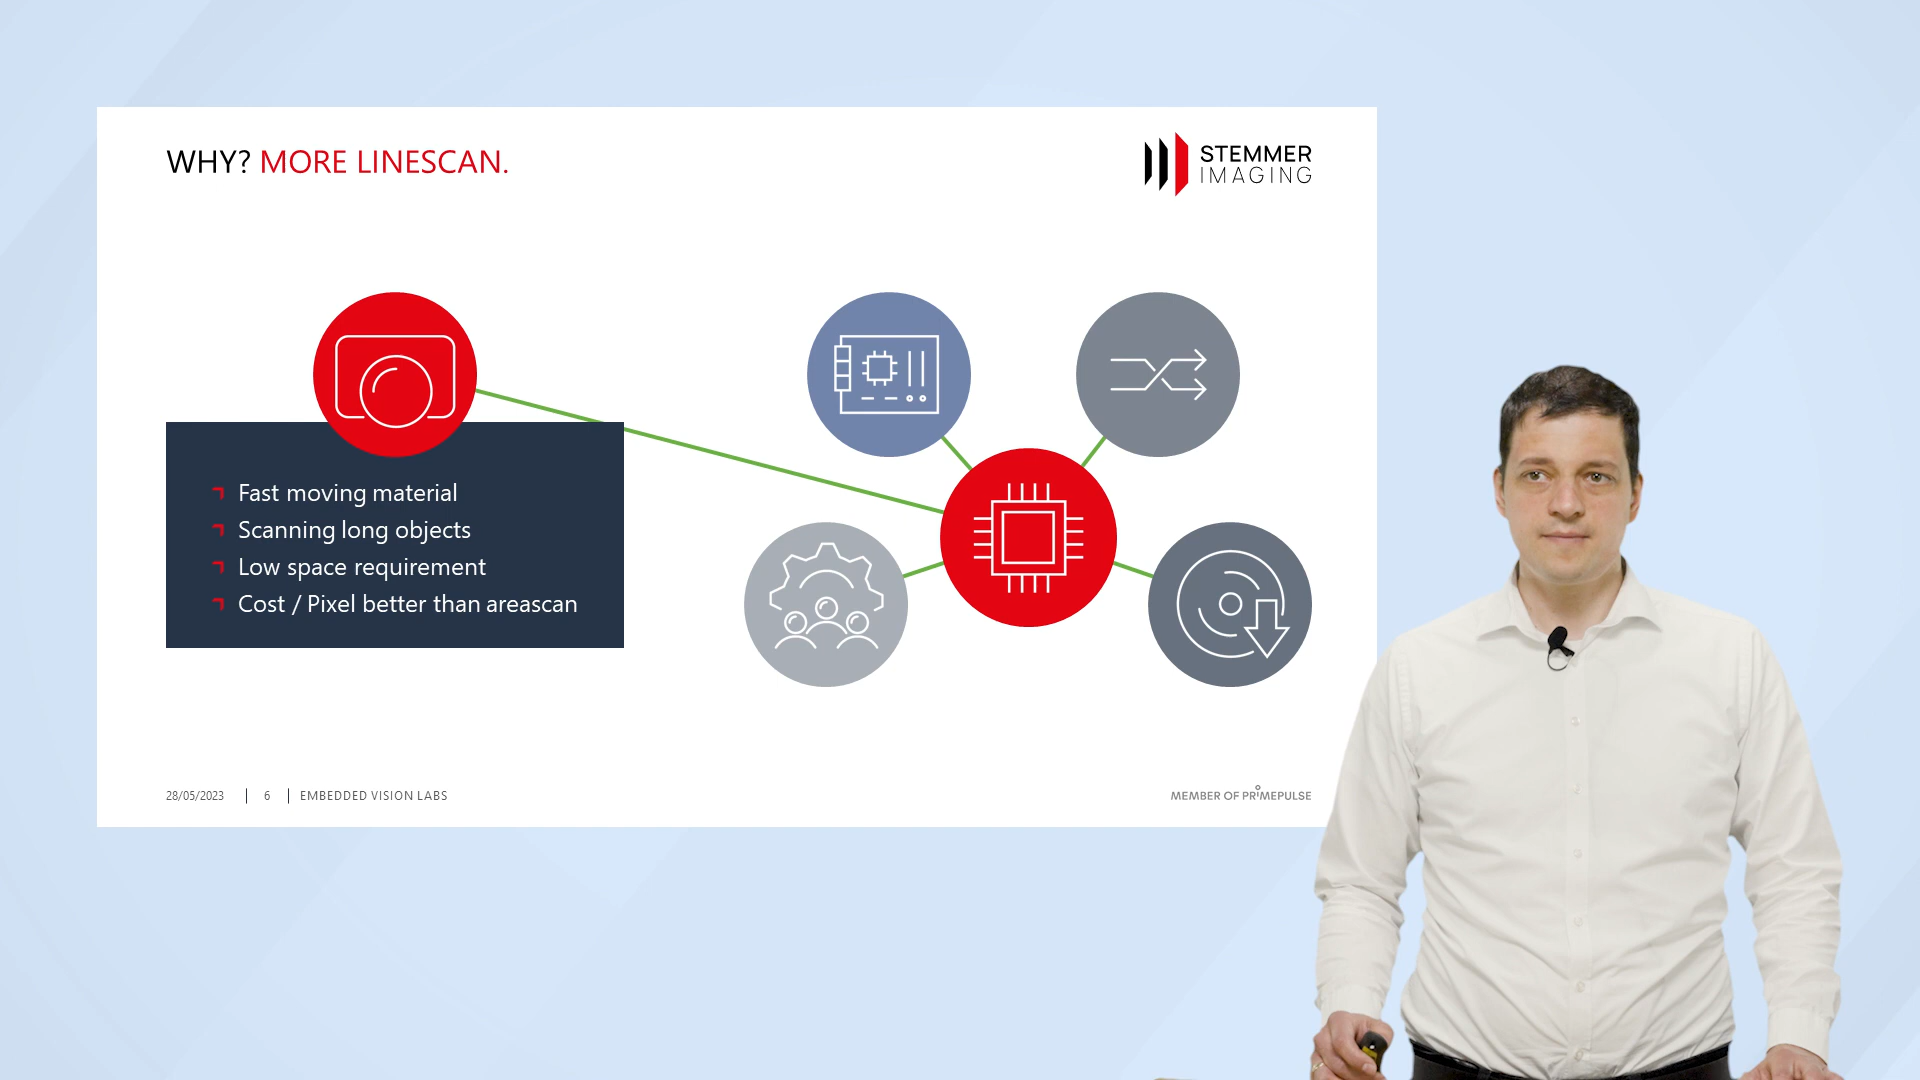 WHY? MORE LINESCAN.
STEMMER
IMAGING
Fast moving material
Scanning long objects
Low space requirement
Cost / Pixel better than areascan
28/05/2023 | 6 | EMBEDDED VISION LABS
MEMBER OF PRIMEPULSE